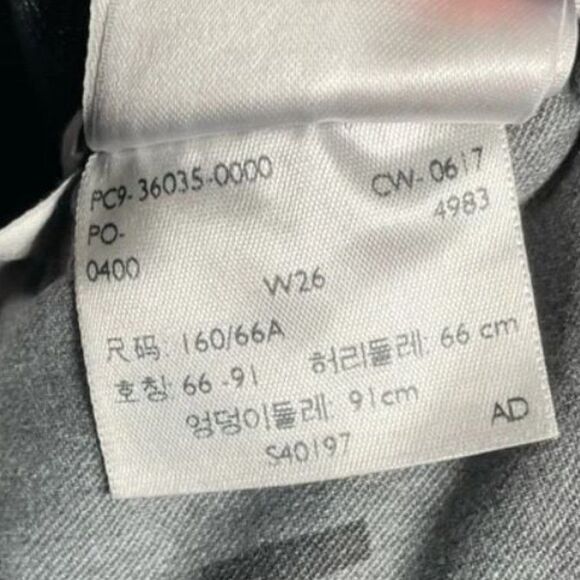 PC9-36035-0000 CW-0617
PO- 4983
0400
W26
尺码: 160/66A
호칭: 66-91 허리둘레: 66 cm
엉덩이둘레: 91cm
S40197 AD